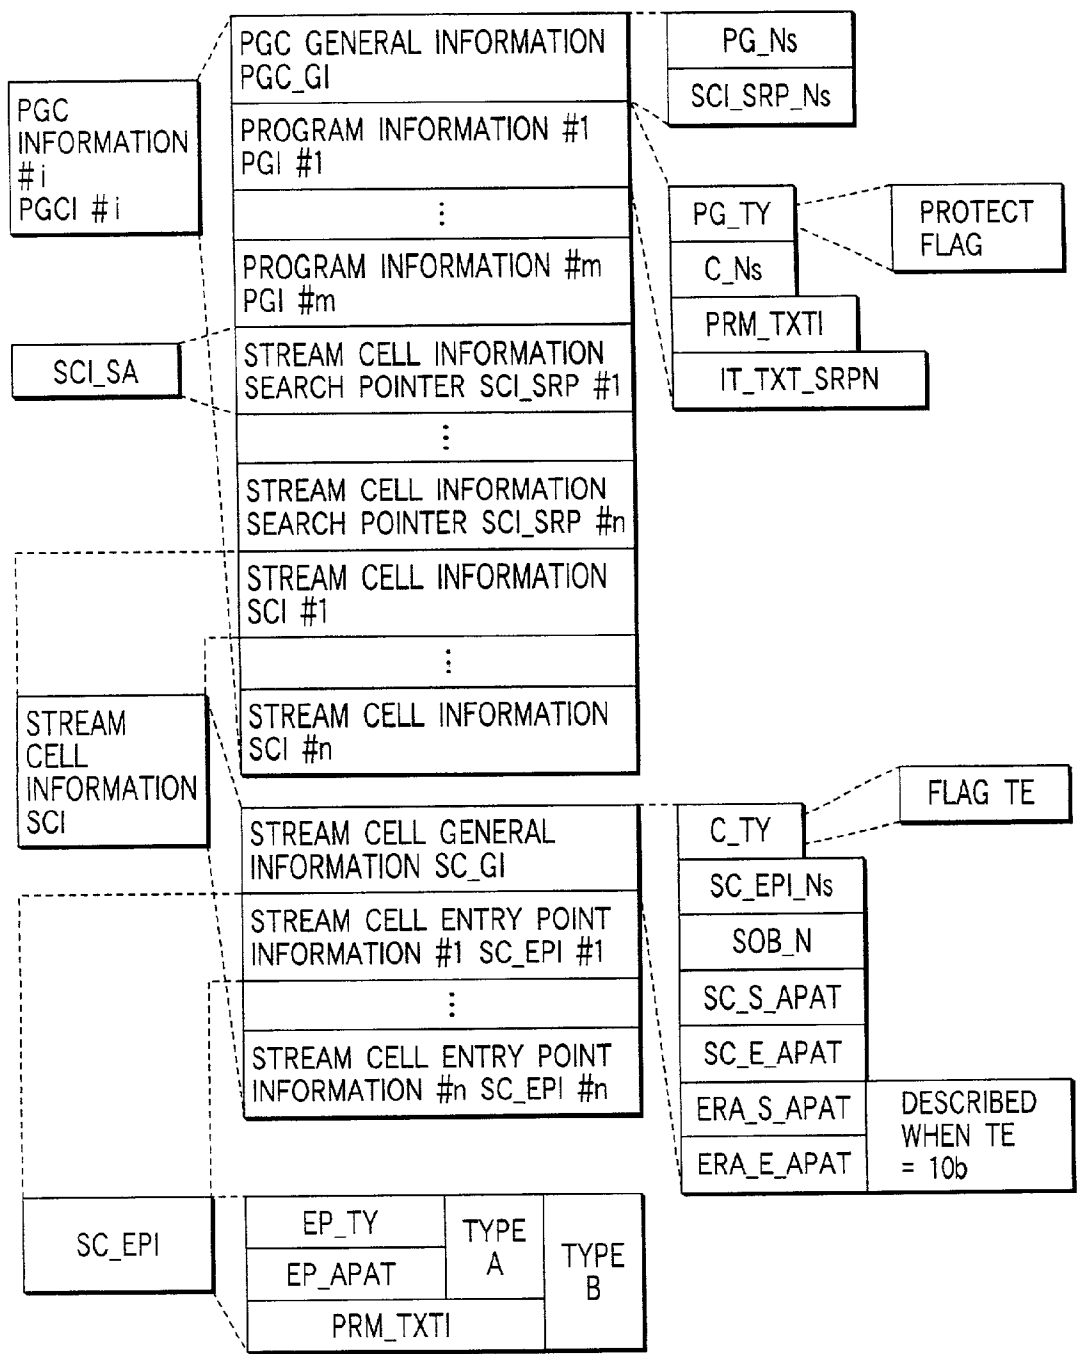 PGC
INFORMATION
#i
PGCI #i
PGC GENERAL INFORMATION
PGC_GI
PROGRAM INFORMATION #1
PGI #1
⋮
PROGRAM INFORMATION #m
PGI #m
STREAM CELL INFORMATION
SEARCH POINTER SCI_SRP #1
⋮
STREAM CELL INFORMATION
SEARCH POINTER SCI_SRP #n
STREAM CELL INFORMATION
SCI #1
⋮
STREAM CELL INFORMATION
SCI #n
PG_Ns
SCI_SRP_Ns
PG_TY
C_Ns
PRM_TXTI
IT_TXT_SRPN
PROTECT
FLAG
SCI_SA
STREAM
CELL
INFORMATION
SCI
STREAM CELL GENERAL
INFORMATION SC_GI
STREAM CELL ENTRY POINT
INFORMATION #1 SC_EPI #1
⋮
STREAM CELL ENTRY POINT
INFORMATION #n SC_EPI #n
C_TY
SC_EPI_Ns
SOB_N
SC_S_APAT
SC_E_APAT
ERA_S_APAT
ERA_E_APAT
FLAG TE
DESCRIBED
WHEN TE
= 10b
SC_EPI
EP_TY
EP_APAT
PRM_TXTI
TYPE
A
TYPE
B